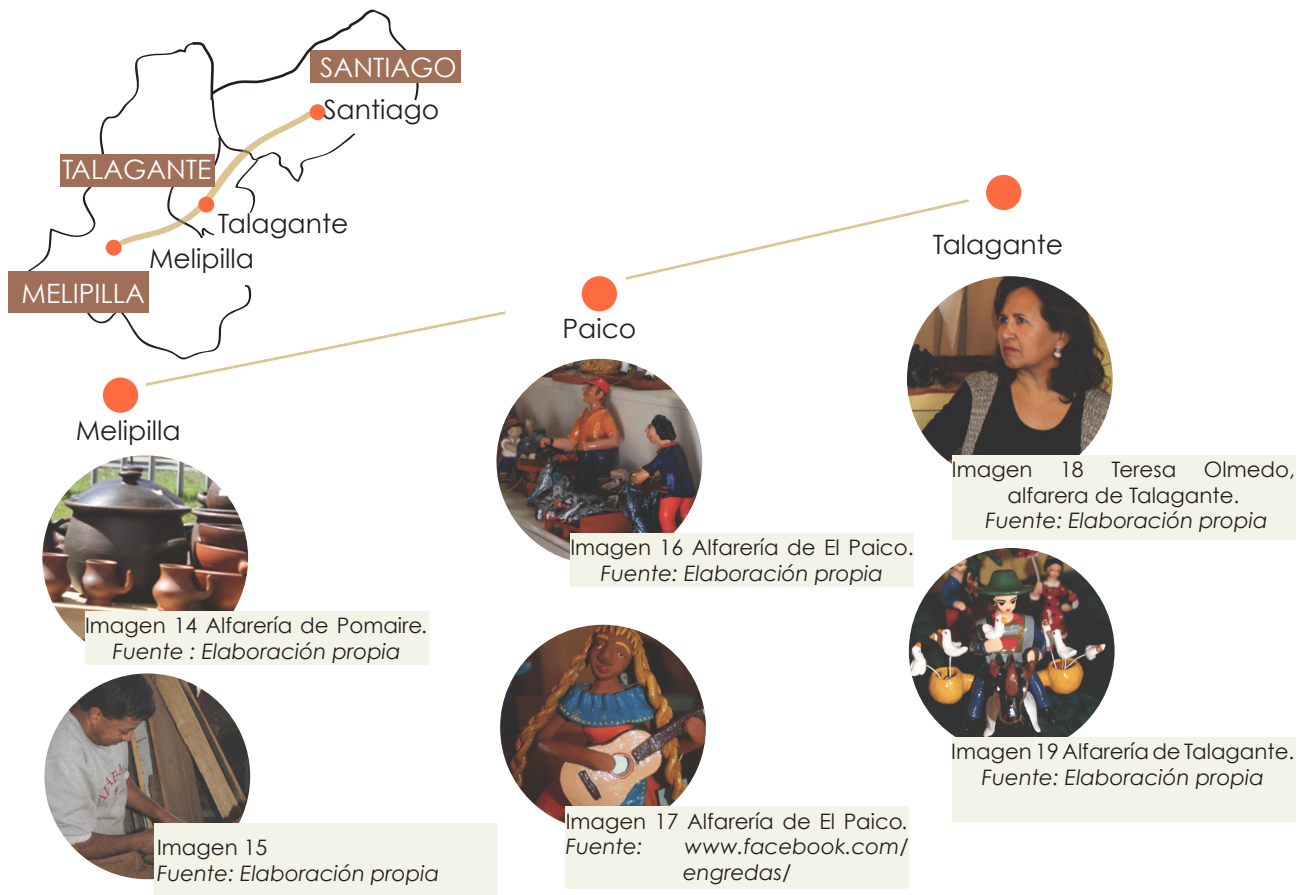 SANTIAGO
Santiago
TALAGANTE
Talagante
Melipilla
MELIPILLA
Talagante
Paico
Melipilla
Imagen 14 Alfarería de Pomaire.
Fuente : Elaboración propia
Imagen 15
Fuente: Elaboración propia
Imagen 16 Alfarería de El Paico.
Fuente: Elaboración propia
Imagen 17 Alfarería de El Paico.
Fuente: www.facebook.com/
engredas/
Imagen 18 Teresa Olmedo,
alfarera de Talagante.
Fuente: Elaboración propia
Imagen 19 Alfarería de Talagante.
Fuente: Elaboración propia